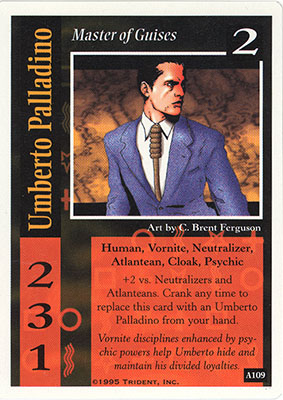 Master of Guises
2
Umberto Palladino
Art by C. Brent Ferguson
2
3
1
Human, Vornite, Neutralizer,
Atlantean, Cloak, Psychic
+2 vs. Neutralizers and
Atlanteans. Crank any time to
replace this card with an Umberto
Palladino from your hand.
Vornite disciplines enhanced by psy-
chic powers help Umberto hide and
maintain his divided loyalties
©1995 TRIDENT, INC.
A109